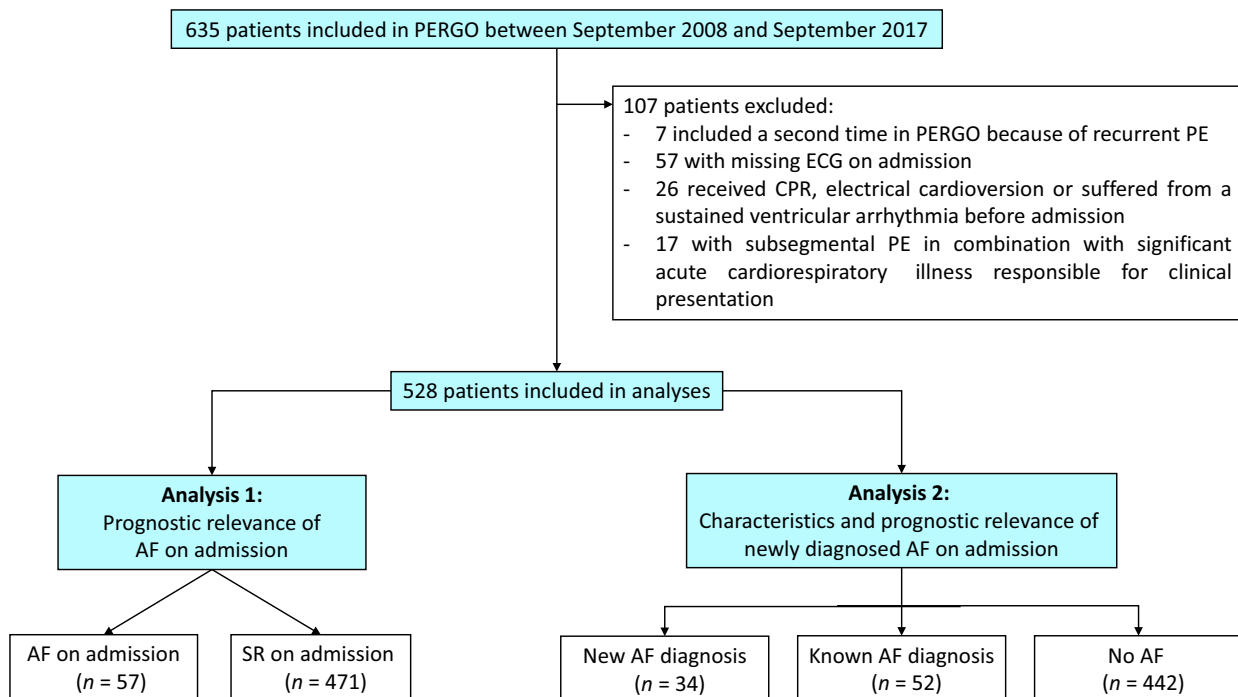 635 patients included in PERGO between September 2008 and September 2017
107 patients excluded:
- 7 included a second time in PERGO because of recurrent PE
- 57 with missing ECG on admission
- 26 received CPR, electrical cardioversion or suffered from a
sustained ventricular arrhythmia before admission
- 17 with subsegmental PE in combination with significant
acute cardiorespiratory illness responsible for clinical
presentation
528 patients included in analyses
Analysis 1:
Prognostic relevance of
AF on admission
Analysis 2:
Characteristics and prognostic relevance of
newly diagnosed AF on admission
AF on admission
(n = 57)
SR on admission
(n = 471)
New AF diagnosis
(n = 34)
Known AF diagnosis
(n = 52)
No AF
(n = 442)